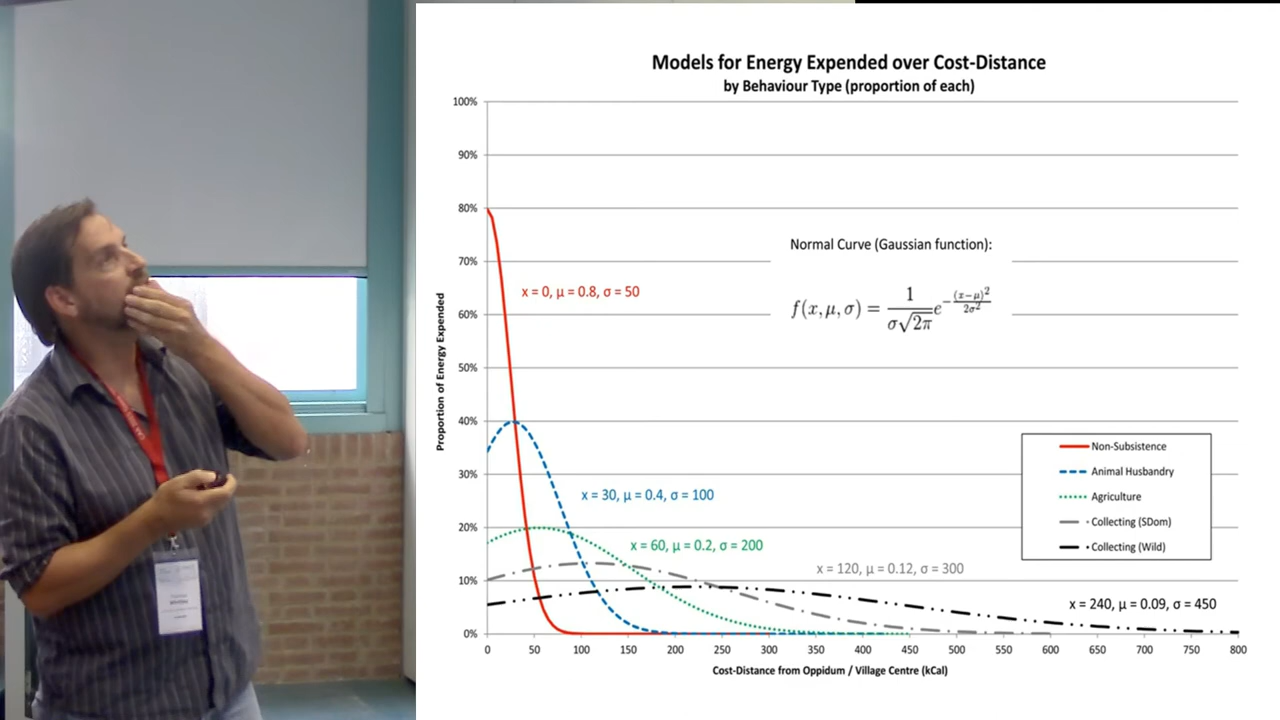 Models for Energy Expended over Cost-Distance
by Behaviour Type (proportion of each)
100%
90%
80%
70%
60%
50%
40%
30%
20%
10%
0%
Proportion of Energy Expended
Normal Curve (Gaussian function):
f(x, μ, σ) = 1/(σ√2π) e^−(x−μ)²/2σ²
x = 0, μ = 0.8, σ = 50
x = 30, μ = 0.4, σ = 100
x = 60, μ = 0.2, σ = 200
x = 120, μ = 0.12, σ = 300
x = 240, μ = 0.09, σ = 450
Non-Subsistence
Animal Husbandry
Agriculture
Collecting (SDom)
Collecting (Wild)
0 50 100 150 200 250 300 350 400 450 500 550 600 650 700 750 800
Cost-Distance from Oppidum / Village Centre (kCal)